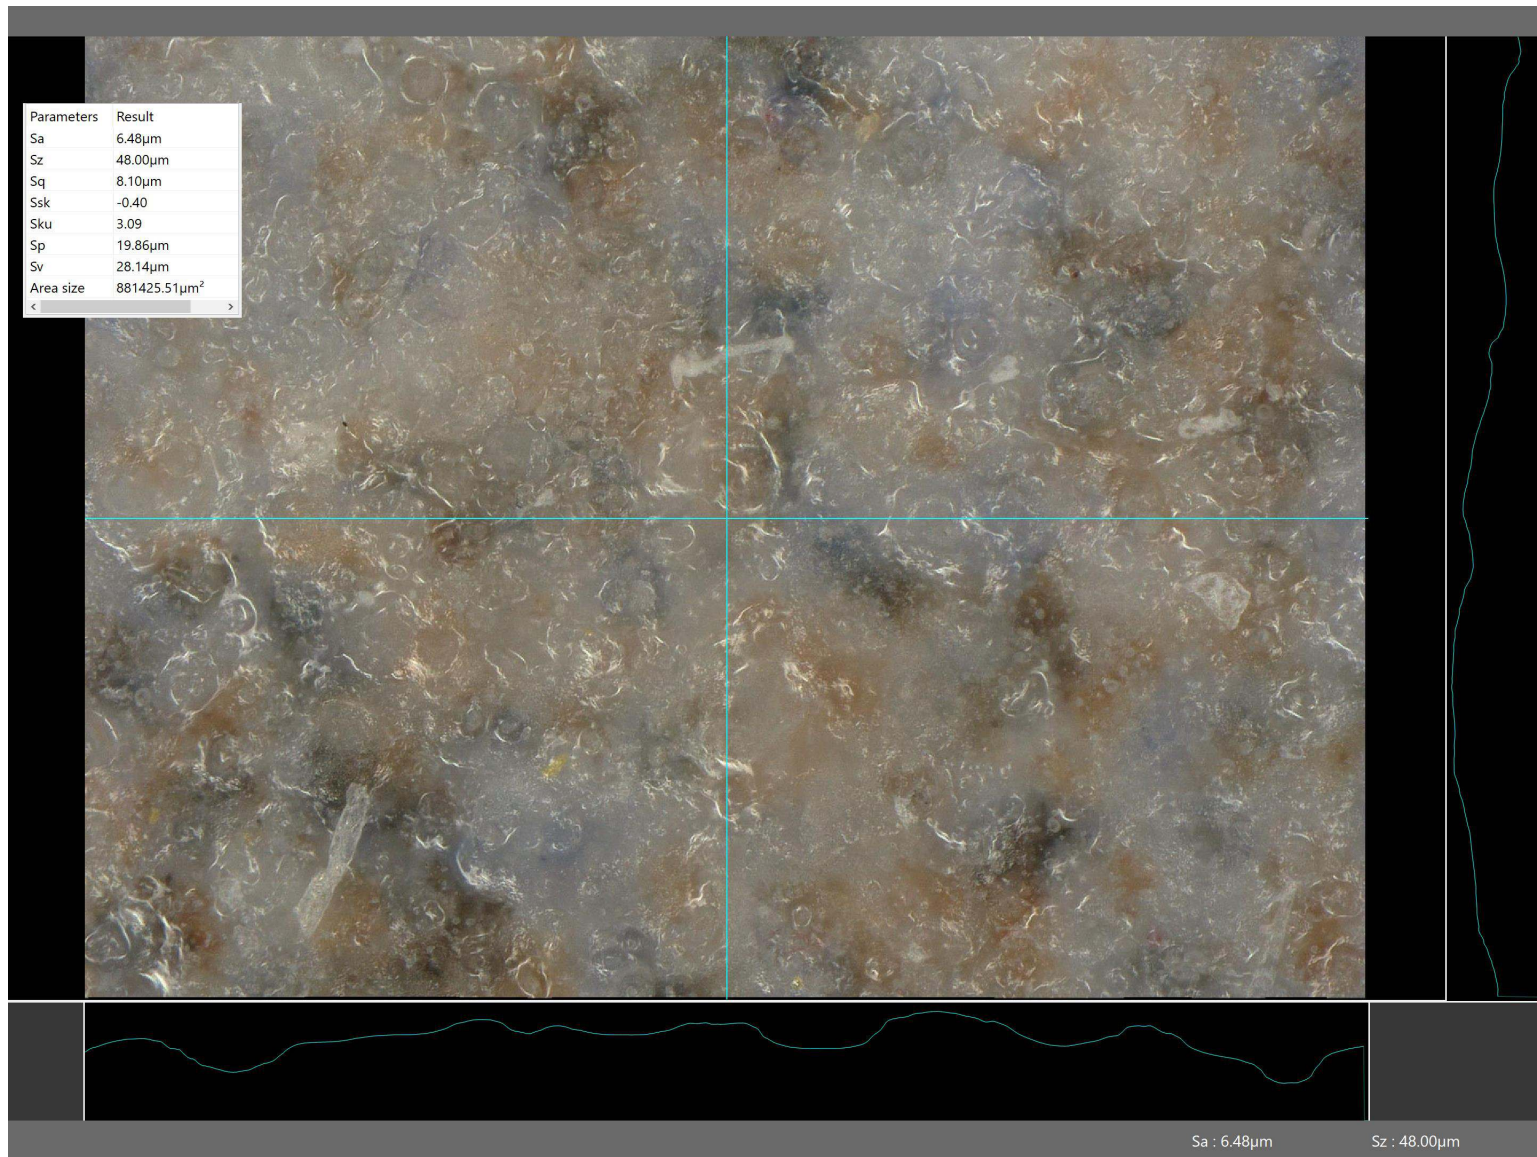 Parameters Result
Sa 6.48µm
Sz 48.00µm
Sq 8.10µm
Ssk -0.40
Sku 3.09
Sp 19.86µm
Sv 28.14µm
Area size 881425.51µm²
Sa : 6.48µm Sz : 48.00µm